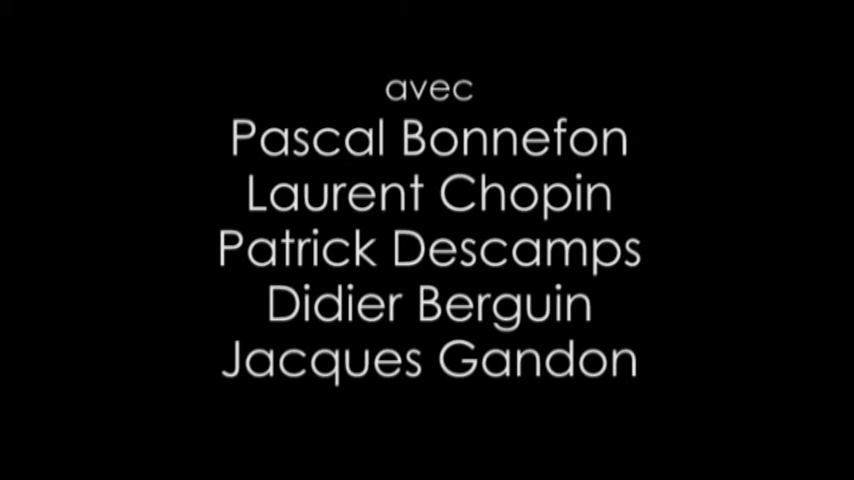 avec
Pascal Bonnefon
Laurent Chopin
Patrick Descamps
Didier Berguin
Jacques Gandon